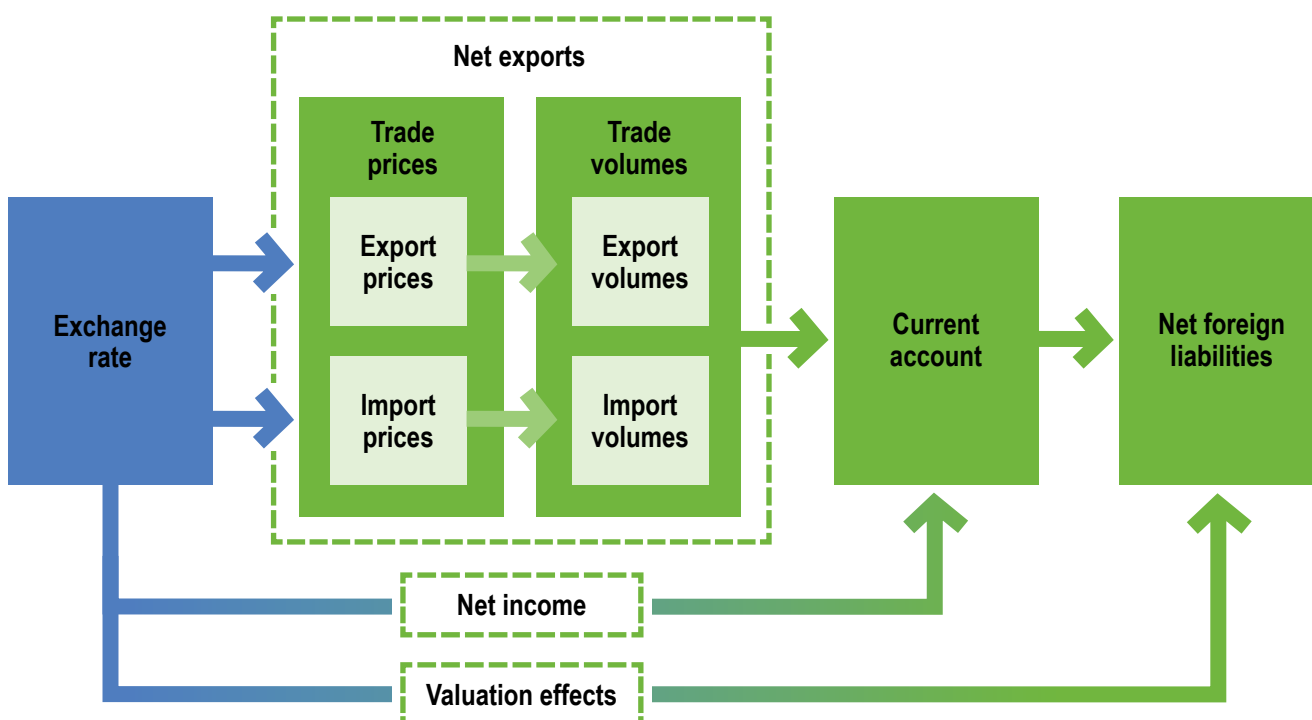 Net exports
Trade
prices
Trade
volumes
Export
prices
Export
volumes
Exchange
rate
Current
account
Net foreign
liabilities
Import
prices
Import
volumes
Net income
Valuation effects